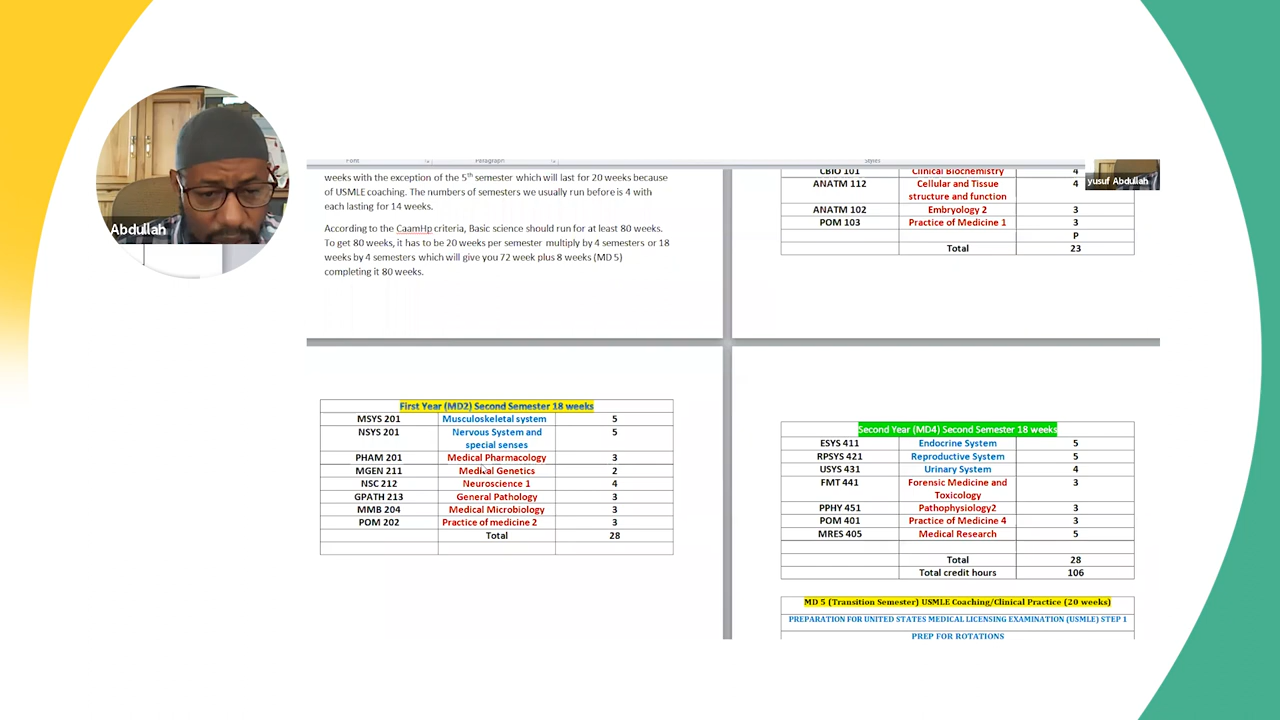 Abdullah
Font Paragraph Styles
yusuf Abdullah
weeks with the exception of the 5th semester which will last for 20 weeks because
of USMLE coaching. The numbers of semesters we usually run before is 4 with
each lasting for 14 weeks.
According to the CaamHp criteria, Basic science should run for at least 80 weeks.
To get 80 weeks, it has to be 20 weeks per semester multiply by 4 semesters or 18
weeks by 4 semesters which will give you 72 week plus 8 weeks (MD 5)
completing it 80 weeks.
CBIO 101 Clinical Biochemistry 4
ANATM 112 Cellular and Tissue 4
structure and function
ANATM 102 Embryology 2 3
POM 103 Practice of Medicine 1 3
P
Total 23
First Year (MD2) Second Semester 18 weeks
MSYS 201 Musculoskeletal system 5
NSYS 201 Nervous System and 5
special senses
PHAM 201 Medical Pharmacology 3
MGEN 211 Medical Genetics 2
NSC 212 Neuroscience 1 4
GPATH 213 General Pathology 3
MMB 204 Medical Microbiology 3
POM 202 Practice of medicine 2 3
Total 28
Second Year (MD4) Second Semester 18 weeks
ESYS 411 Endocrine System 5
RPSYS 421 Reproductive System 5
USYS 431 Urinary System 4
FMT 441 Forensic Medicine and 3
Toxicology
PPHY 451 Pathophysiology2 3
POM 401 Practice of Medicine 4 3
MRES 405 Medical Research 5
Total 28
Total credit hours 106
MD 5 (Transition Semester) USMLE Coaching/Clinical Practice (20 weeks)
PREPARATION FOR UNITED STATES MEDICAL LICENSING EXAMINATION (USMLE) STEP 1
PREP FOR ROTATIONS